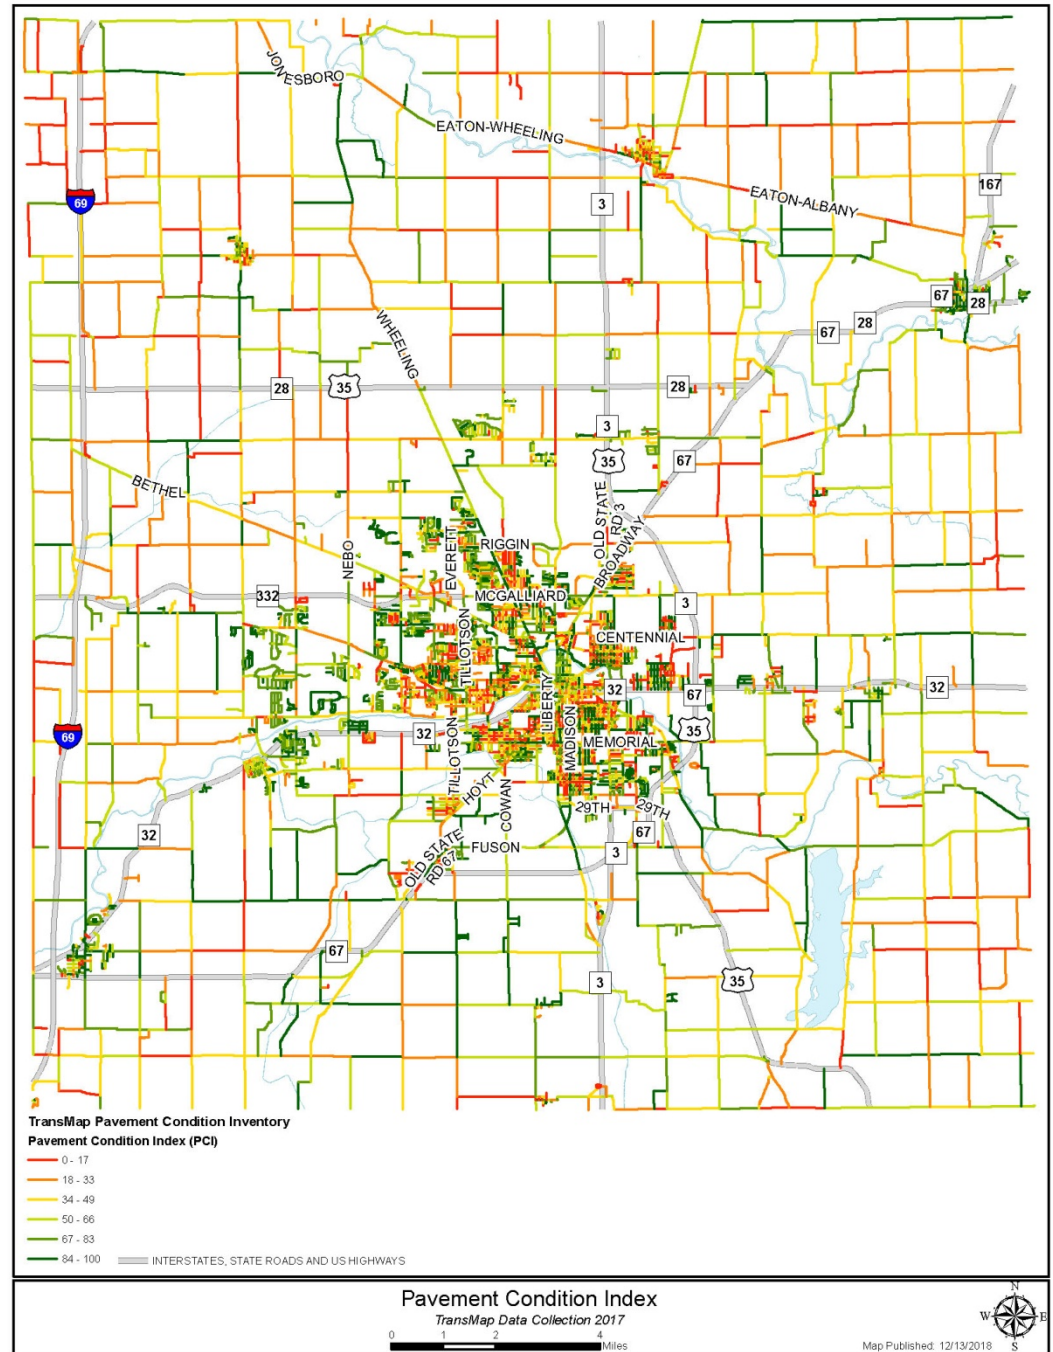 JONESBORO
EATON-WHEELING
167
69
3
EATON-ALBANY
67
28
28
67
WHEELING
28
35
28
3
35
67
BETHEL
OLD STATE
RD 3
BROADWAY
EVERETT
RIGGIN
NEBO
332
MCGALLIARD
3
CENTENNIAL
TILLOTSON
32
67
32
LIBERTY
MADISON
35
32
69
MEMORIAL
TILLOTSON
HOYT
COWAN
29TH
29TH
67
32
FUSON
3
OLD STATE
RD 67
67
3
35
TransMap Pavement Condition Inventory
Pavement Condition Index (PCI)
0 - 17
18 - 33
34 - 49
50 - 66
67 - 83
84 - 100
INTERSTATES, STATE ROADS AND US HIGHWAYS
Pavement Condition Index
TransMap Data Collection 2017
0 1 2 4
Miles
N
W E
S
Map Published: 12/13/2018